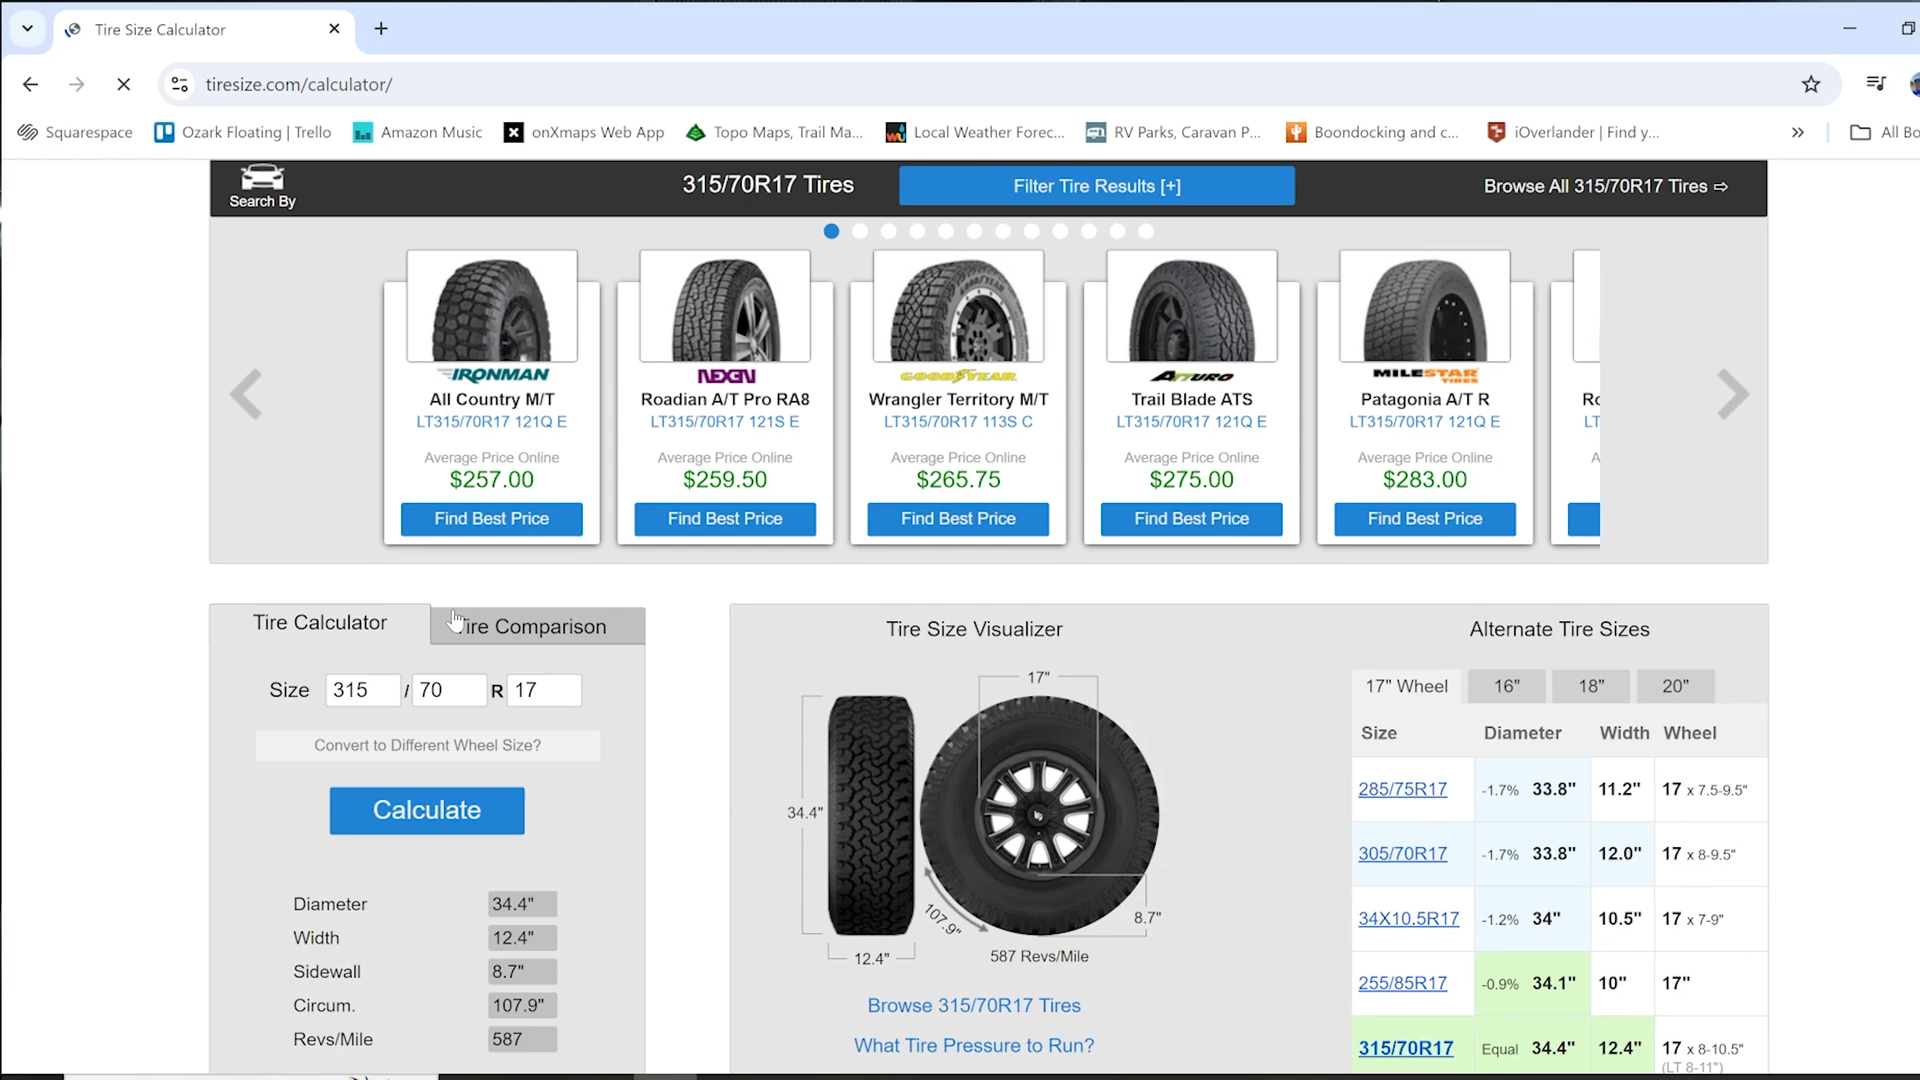 Tire Size Calculator
tiresize.com/calculator/
Squarespace
Ozark Floating | Trello
Amazon Music
onXmaps Web App
Topo Maps, Trail Ma...
Local Weather Forec...
RV Parks, Caravan P...
Boondocking and c...
iOverlander | Find y...
All Bo
Search By
315/70R17 Tires
Filter Tire Results [+]
Browse All 315/70R17 Tires ⇨
IRONMAN
All Country M/T
LT315/70R17 121Q E
Average Price Online
$257.00
Find Best Price
NEXEN
Roadian A/T Pro RA8
LT315/70R17 121S E
Average Price Online
$259.50
Find Best Price
GOODYEAR
Wrangler Territory M/T
LT315/70R17 113S C
Average Price Online
$265.75
Find Best Price
ATTURO
Trail Blade ATS
LT315/70R17 121Q E
Average Price Online
$275.00
Find Best Price
MILESTAR
TIRES
Patagonia A/T R
LT315/70R17 121Q E
Average Price Online
$283.00
Find Best Price
Ro
LT
A
Tire Calculator
Tire Comparison
Size 315 / 70 R 17
Convert to Different Wheel Size?
Calculate
Diameter 34.4"
Width 12.4"
Sidewall 8.7"
Circum. 107.9"
Revs/Mile 587
Tire Size Visualizer
17"
34.4"
107.9"
8.7"
12.4"
587 Revs/Mile
Browse 315/70R17 Tires
What Tire Pressure to Run?
Alternate Tire Sizes
17" Wheel 16" 18" 20"
Size Diameter Width Wheel
285/75R17 -1.7% 33.8" 11.2" 17 x 7.5-9.5"
305/70R17 -1.7% 33.8" 12.0" 17 x 8-9.5"
34X10.5R17 -1.2% 34" 10.5" 17 x 7-9"
255/85R17 -0.9% 34.1" 10" 17"
315/70R17 Equal 34.4" 12.4" 17 x 8-10.5"
(LT 8-11")